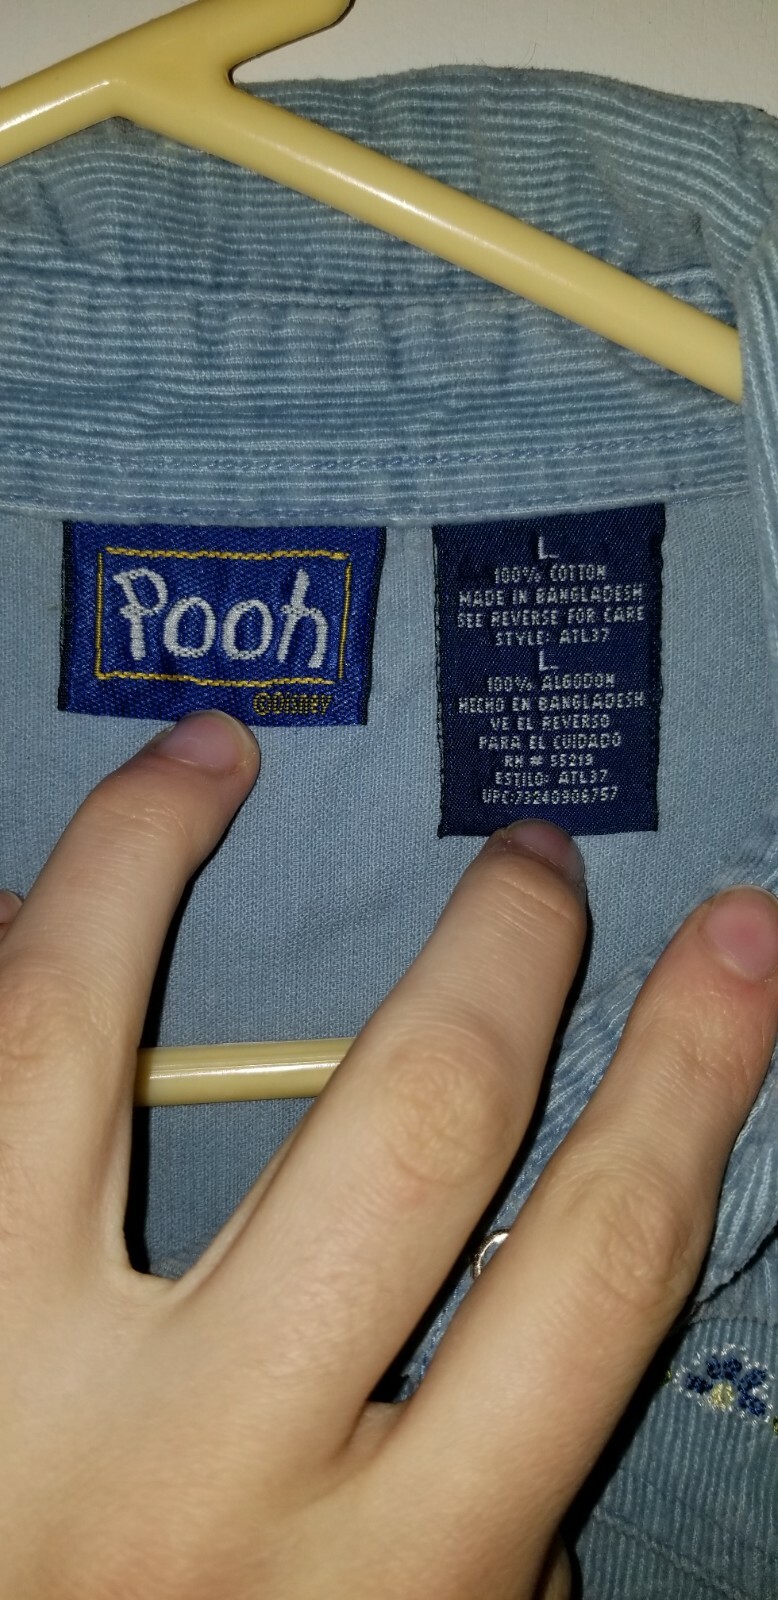 Pooh
©Disney
L
100% COTTON
MADE IN BANGLADESH
SEE REVERSE FOR CARE
STYLE: ATL37
L
100% ALGODON
HECHO EN BANGLADESH
VE EL REVERSO
PARA EL CUIDADO
RN # 55219
ESTILO: ATL37
UPC:73240906757